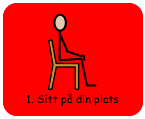 1. Sitt på din plats